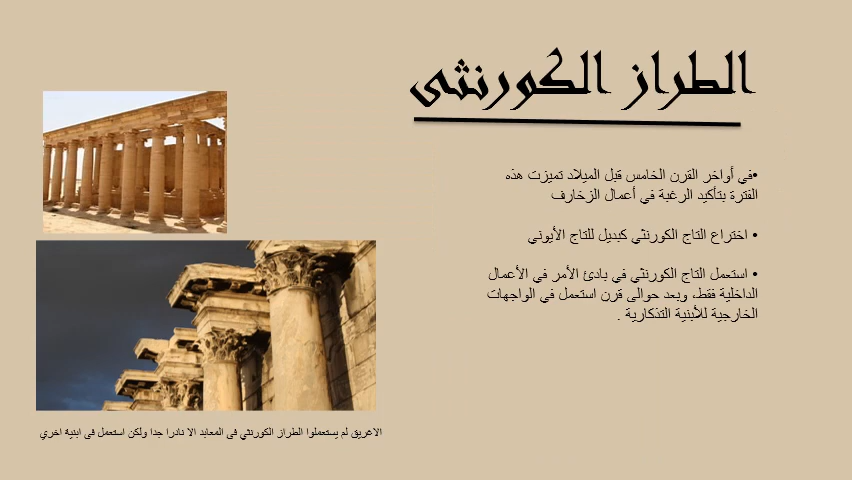 الطراز الكورنثى
•في أواخر القرن الخامس قبل الميلاد تميزت هذه
الفترة بتأكيد الرغبة في أعمال الزخارف
• اختراع التاج الكورنثي كبديل للتاج الأيوني
• استعمل التاج الكورنثي في بادئ الأمر في الأعمال
الداخلية فقط، وبعد حوالى قرن استعمل في الواجهات
الخارجية للأبنية التذكارية .
الاغريق لم يستعملوا الطراز الكورنثي فى المعابد الا نادرا جدا ولكن استعمل فى ابنية اخري